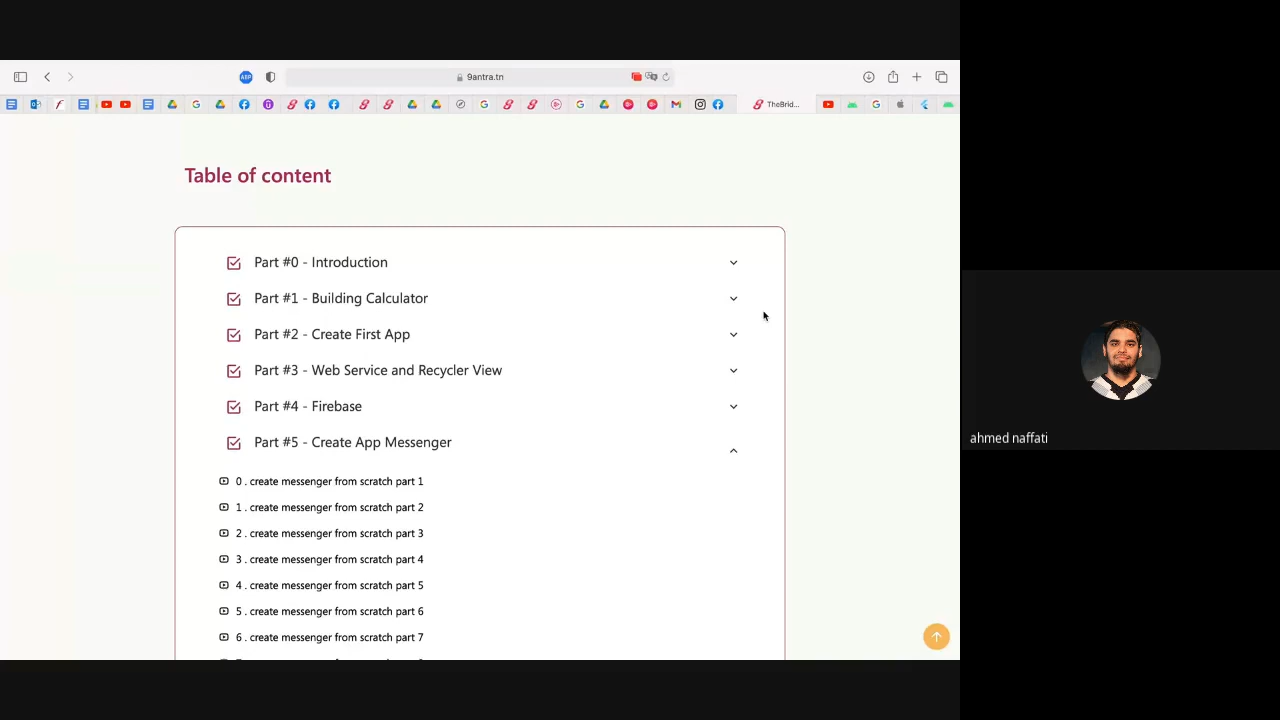 ABP
9antra.tn
TheBrid...
Table of content
Part #0 - Introduction
Part #1 - Building Calculator
Part #2 - Create First App
Part #3 - Web Service and Recycler View
Part #4 - Firebase
Part #5 - Create App Messenger
0 . create messenger from scratch part 1
1 . create messenger from scratch part 2
2 . create messenger from scratch part 3
3 . create messenger from scratch part 4
4 . create messenger from scratch part 5
5 . create messenger from scratch part 6
6 . create messenger from scratch part 7
ahmed naffati